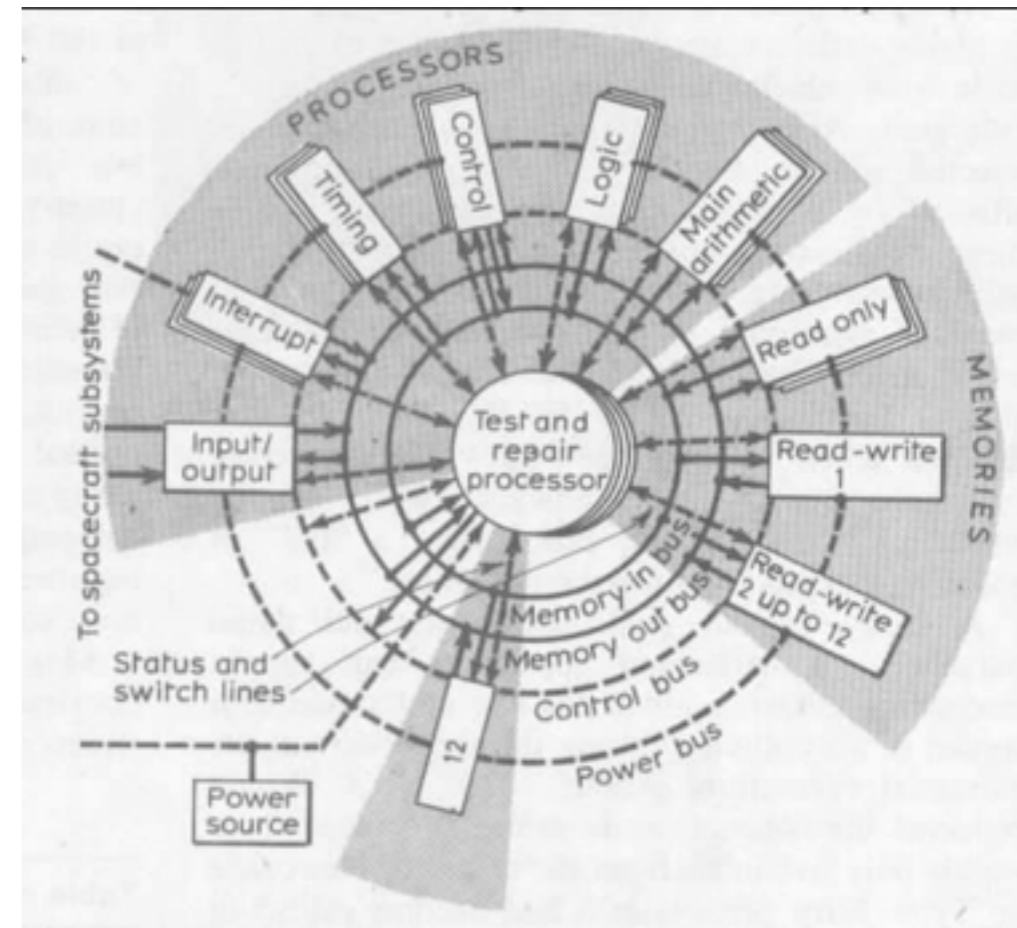 PROCESSORS
Control
Logic
Timing
Main
arithmetic
Interrupt
Read only
MEMORIES
To spacecraft subsystems
Input/
output
Test and
repair
processor
Read-write
1
Read-write
2 up to 12
Memory-in bus
Memory out bus
Control bus
Power bus
Status and
switch lines
12
Power
source
Table